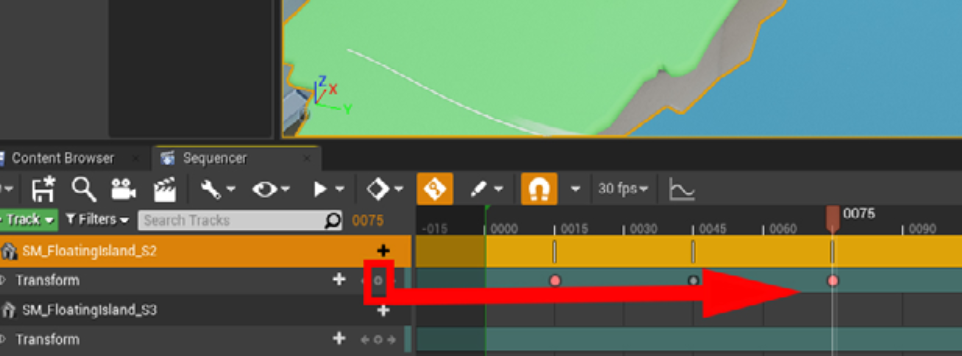 Z
X
Y
Content Browser
Sequencer
30 fps
Track
Filters
Search Tracks
0075
0075
-015
0000
0015
0030
0045
0060
0090
SM_FloatingIsland_S2
Transform
SM_FloatingIsland_S3
Transform